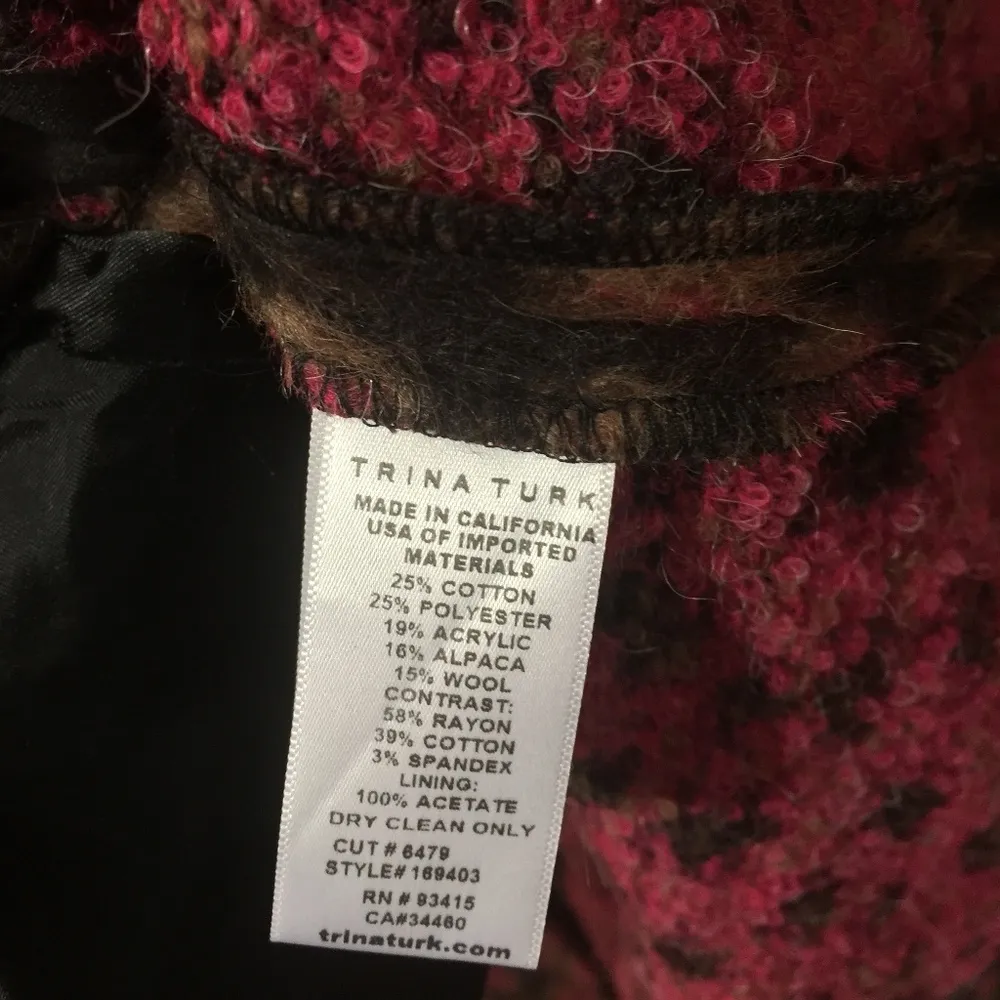 TRINA TURK
MADE IN CALIFORNIA
USA OF IMPORTED
MATERIALS
25% COTTON
25% POLYESTER
19% ACRYLIC
16% ALPACA
15% WOOL
CONTRAST:
58% RAYON
39% COTTON
3% SPANDEX
LINING:
100% ACETATE
DRY CLEAN ONLY
CUT # 6479
STYLE# 169403
RN # 93415
CA#34460
trinaturk.com